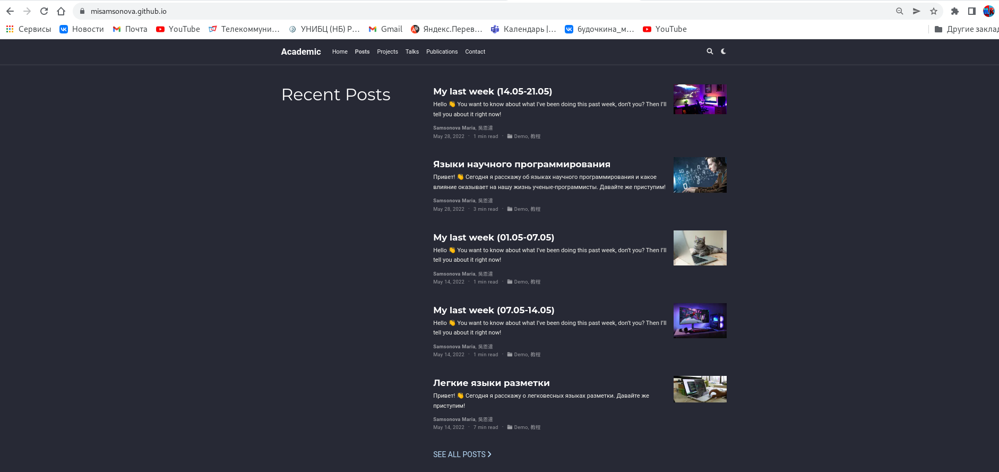 misamsonova.github.io
Сервисы Новости Почта YouTube Телекоммуни... УНИБЦ (НБ) Р... Gmail Яндекс.Перев... Календарь |... будочкина_м... YouTube Другие заклад
Academic Home Posts Projects Talks Publications Contact
Recent Posts
My last week (14.05-21.05)
Hello 👋 You want to know about what I've been doing this past week, don't you? Then I'll
tell you about it right now!
Samsonova Maria, 吳恩達
May 28, 2022 · 1 min read · Demo, 教程
Языки научного программирования
Привет! 👋 Сегодня я расскажу об языках научного программирования и какое
влияние оказывает на нашу жизнь ученые-программисты. Давайте же приступим!
Samsonova Maria, 吳恩達
May 28, 2022 · 3 min read · Demo, 教程
My last week (01.05-07.05)
Hello 👋 You want to know about what I've been doing this past week, don't you? Then I'll
tell you about it right now!
Samsonova Maria, 吳恩達
May 14, 2022 · 1 min read · Demo, 教程
My last week (07.05-14.05)
Hello 👋 You want to know about what I've been doing this past week, don't you? Then I'll
tell you about it right now!
Samsonova Maria, 吳恩達
May 14, 2022 · 1 min read · Demo, 教程
Легкие языки разметки
Привет! 👋 Сегодня я расскажу о легковесных языках разметки. Давайте же
приступим!
Samsonova Maria, 吳恩達
May 14, 2022 · 7 min read · Demo, 教程
SEE ALL POSTS